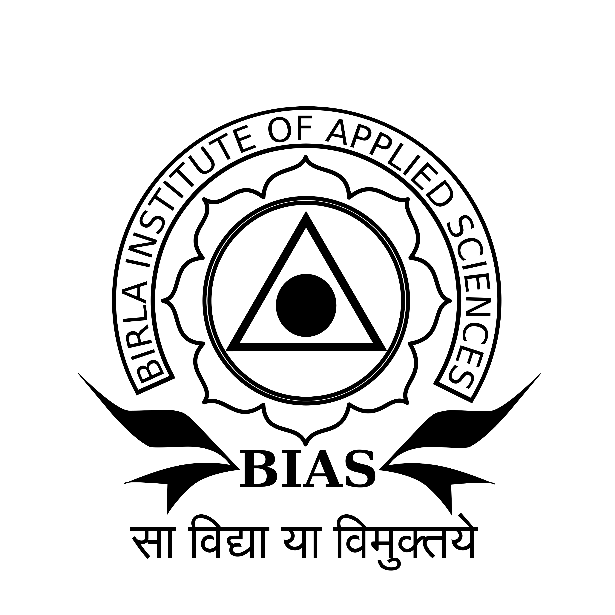 BIRLA INSTITUTE OF APPLIED SCIENCES
BIAS
सा विद्या या विमुक्तये